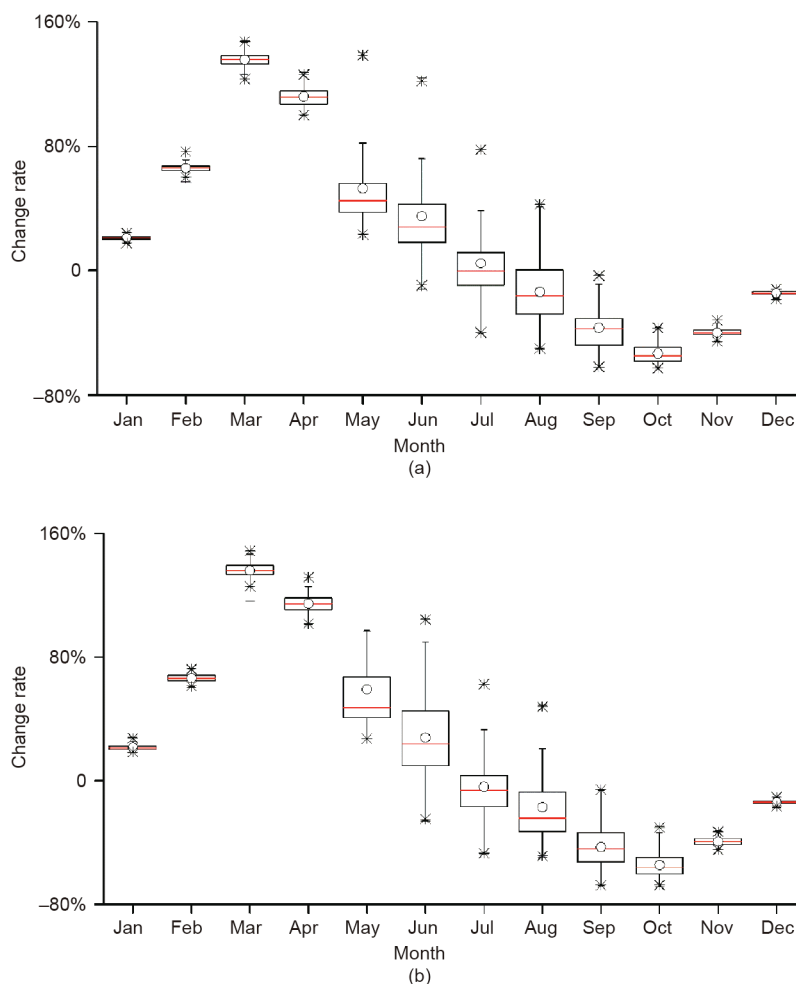 160%
80%
0
–80%
Change rate
Jan Feb Mar Apr May Jun Jul Aug Sep Oct Nov Dec
Month
(a)
160%
80%
0
–80%
Change rate
Jan Feb Mar Apr May Jun Jul Aug Sep Oct Nov Dec
Month
(b)